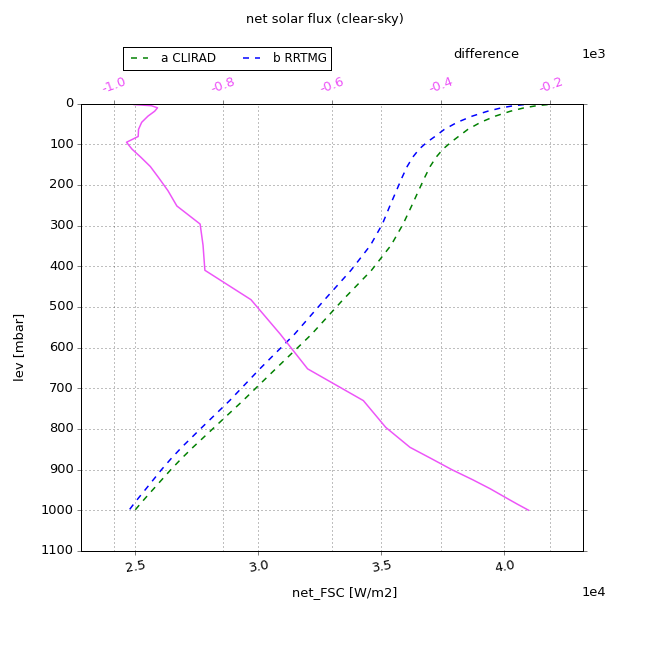 net solar flux (clear-sky)
a CLIRAD b RRTMG difference 1e3
-1.0 -0.8 -0.6 -0.4 -0.2
0
100
200
300
400
500
600
700
800
900
1000
1100
lev [mbar]
2.5 3.0 3.5 4.0
net_FSC [W/m2] 1e4